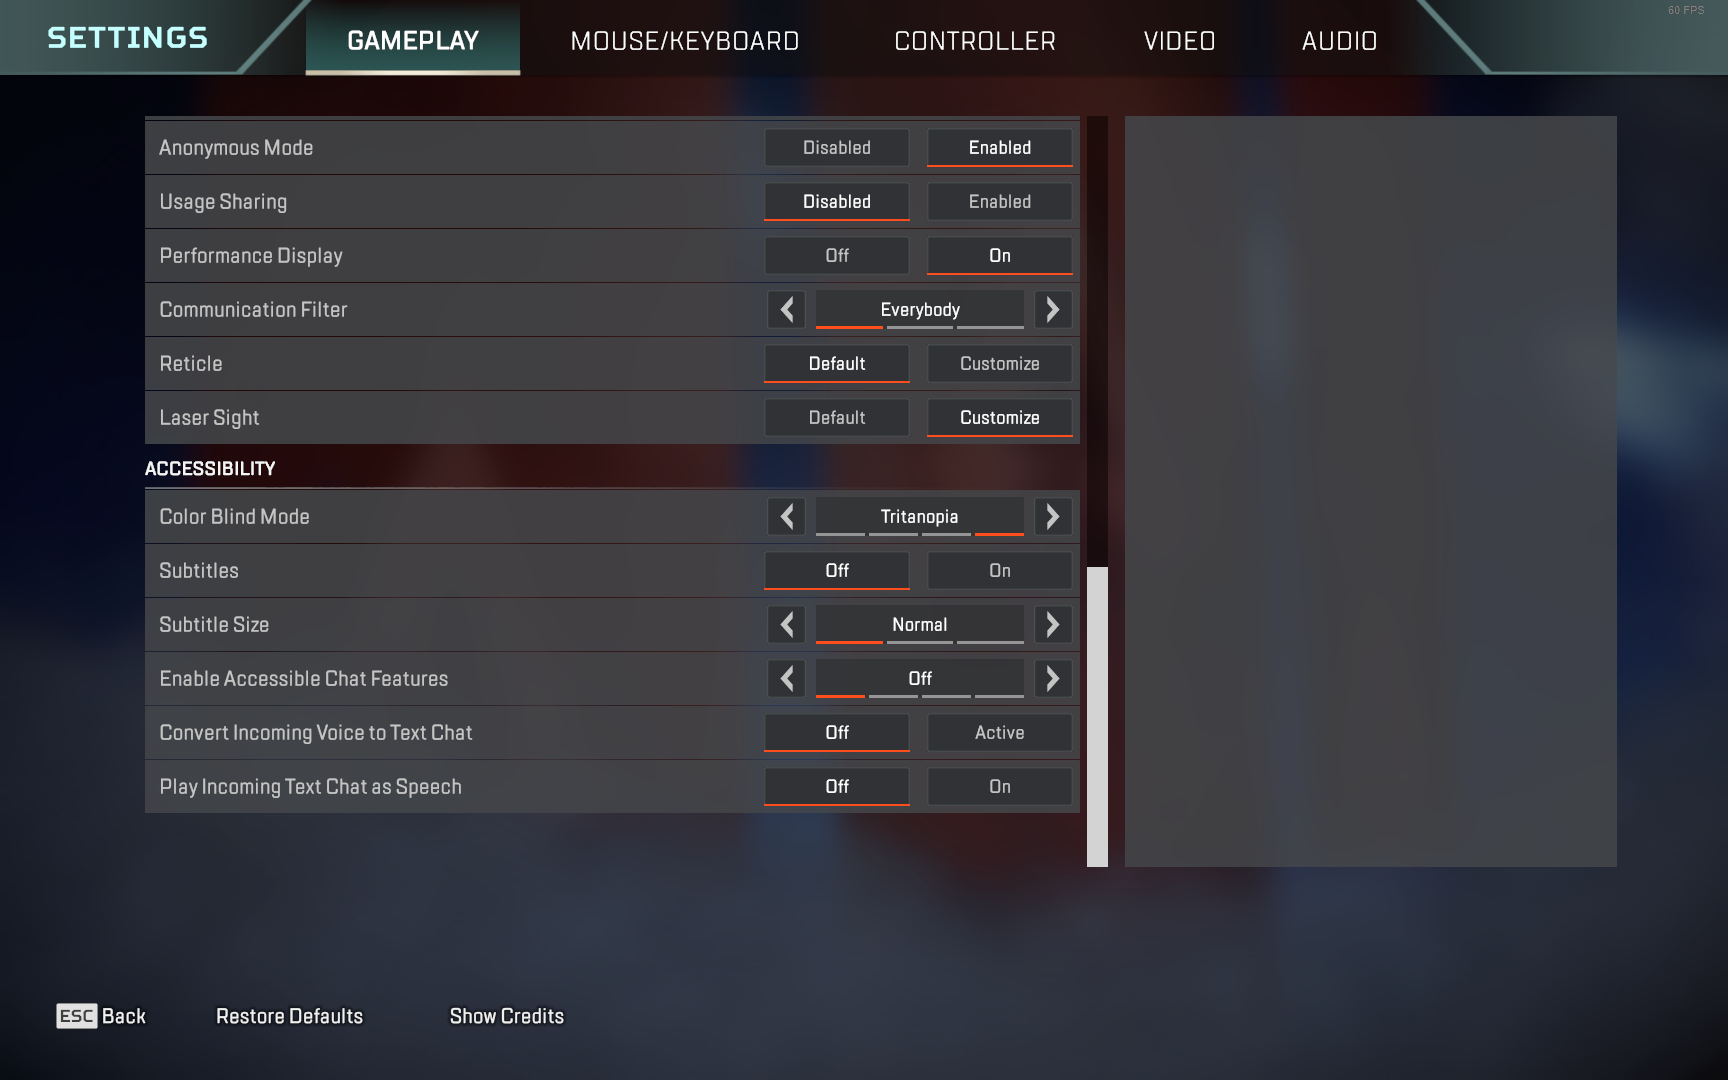 60 FPS
SETTINGS GAMEPLAY MOUSE/KEYBOARD CONTROLLER VIDEO AUDIO
Anonymous Mode Disabled Enabled
Usage Sharing Disabled Enabled
Performance Display Off On
Communication Filter Everybody
Reticle Default Customize
Laser Sight Default Customize
ACCESSIBILITY
Color Blind Mode Tritanopia
Subtitles Off On
Subtitle Size Normal
Enable Accessible Chat Features Off
Convert Incoming Voice to Text Chat Off Active
Play Incoming Text Chat as Speech Off On
ESC Back Restore Defaults Show Credits